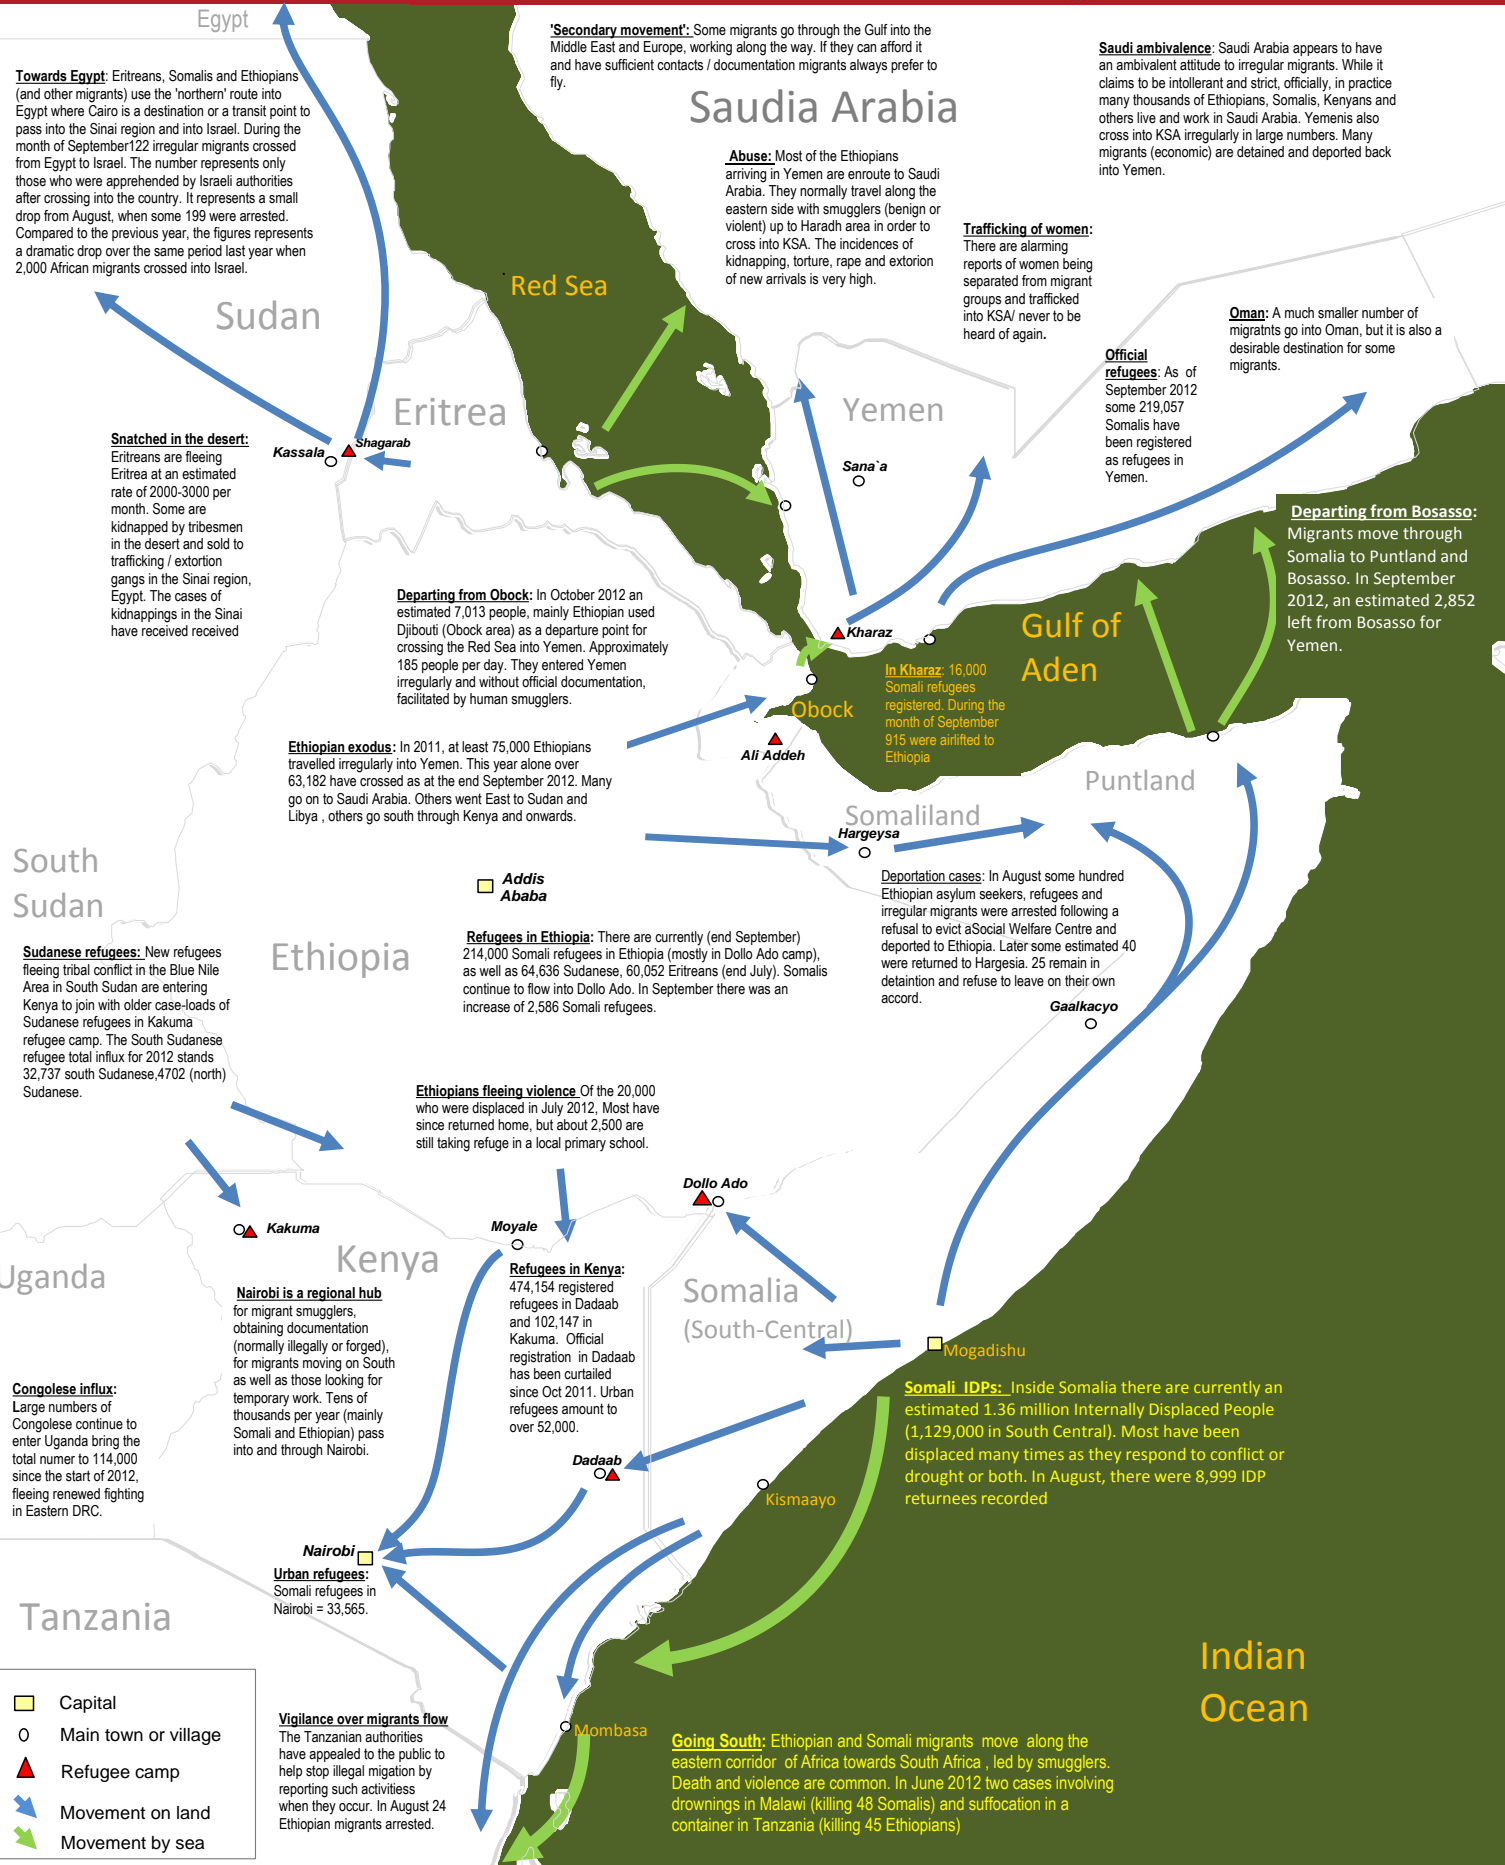 Egypt
'Secondary movement': Some migrants go through the Gulf into the
Middle East and Europe, working along the way. If they can afford it
and have sufficient contacts / documentation migrants always prefer to
fly.
Saudi ambivalence: Saudi Arabia appears to have
an ambivalent attitude to irregular migrants. While it
claims to be intollerant and strict, officially, in practice
many thousands of Ethiopians, Somalis, Kenyans and
others live and work in Saudi Arabia. Yemenis also
cross into KSA irregularly in large numbers. Many
migrants (economic) are detained and deported back
into Yemen.
Towards Egypt: Eritreans, Somalis and Ethiopians
(and other migrants) use the 'northern' route into
Egypt where Cairo is a destination or a transit point to
pass into the Sinai region and into Israel. During the
month of September122 irregular migrants crossed
from Egypt to Israel. The number represents only
those who were apprehended by Israeli authorities
after crossing into the country. It represents a small
drop from August, when some 199 were arrested.
Compared to the previous year, the figures represents
a dramatic drop over the same period last year when
2,000 African migrants crossed into Israel.
Saudia Arabia
Abuse: Most of the Ethiopians
arriving in Yemen are enroute to Saudi
Arabia. They normally travel along the
eastern side with smugglers (benign or
violent) up to Haradh area in order to
cross into KSA. The incidences of
kidnapping, torture, rape and extorion
of new arrivals is very high.
Trafficking of women:
There are alarming
reports of women being
separated from migrant
groups and trafficked
into KSA/ never to be
heard of again.
Red Sea
Sudan
Oman: A much smaller number of
migratnts go into Oman, but it is also a
desirable destination for some
migrants.
Official
refugees: As of
September 2012
some 219,057
Somalis have
been registered
as refugees in
Yemen.
Eritrea
Yemen
Snatched in the desert:
Eritreans are fleeing
Eritrea at an estimated
rate of 2000-3000 per
month. Some are
kidnapped by tribesmen
in the desert and sold to
trafficking / extortion
gangs in the Sinai region,
Egypt. The cases of
kidnappings in the Sinai
have received received
Kassala
Shagarab
Sana`a
Departing from Bosasso:
Migrants move through
Somalia to Puntland and
Bosasso. In September
2012, an estimated 2,852
left from Bosasso for
Yemen.
Departing from Obock: In October 2012 an
estimated 7,013 people, mainly Ethiopian used
Djibouti (Obock area) as a departure point for
crossing the Red Sea into Yemen. Approximately
185 people per day. They entered Yemen
irregularly and without official documentation,
facilitated by human smugglers.
Kharaz
Gulf of
Aden
In Kharaz: 16,000
Somali refugees
registered. During the
month of September
915 were airlifted to
Ethiopia
Obock
Ali Addeh
Ethiopian exodus: In 2011, at least 75,000 Ethiopians
travelled irregularly into Yemen. This year alone over
63,182 have crossed as at the end September 2012. Many
go on to Saudi Arabia. Others went East to Sudan and
Libya , others go south through Kenya and onwards.
Puntland
Somaliland
Hargeysa
South
Sudan
Addis
Ababa
Deportation cases: In August some hundred
Ethiopian asylum seekers, refugees and
irregular migrants were arrested following a
refusal to evict aSocial Welfare Centre and
deported to Ethiopia. Later some estimated 40
were returned to Hargesia. 25 remain in
detaintion and refuse to leave on their own
accord.
Gaalkacyo
Ethiopia
Refugees in Ethiopia: There are currently (end September)
214,000 Somali refugees in Ethiopia (mostly in Dollo Ado camp),
as well as 64,636 Sudanese, 60,052 Eritreans (end July). Somalis
continue to flow into Dollo Ado. In September there was an
increase of 2,586 Somali refugees.
Sudanese refugees: New refugees
fleeing tribal conflict in the Blue Nile
Area in South Sudan are entering
Kenya to join with older case-loads of
Sudanese refugees in Kakuma
refugee camp. The South Sudanese
refugee total influx for 2012 stands
32,737 south Sudanese,4702 (north)
Sudanese.
Ethiopians fleeing violence Of the 20,000
who were displaced in July 2012, Most have
since returned home, but about 2,500 are
still taking refuge in a local primary school.
Dollo Ado
Kakuma
Moyale
Kenya
Uganda
Refugees in Kenya:
474,154 registered
refugees in Dadaab
and 102,147 in
Kakuma. Official
registration in Dadaab
has been curtailed
since Oct 2011. Urban
refugees amount to
over 52,000.
Somalia
(South-Central)
Nairobi is a regional hub
for migrant smugglers,
obtaining documentation
(normally illegally or forged),
for migrants moving on South
as well as those looking for
temporary work. Tens of
thousands per year (mainly
Somali and Ethiopian) pass
into and through Nairobi.
Mogadishu
Congolese influx:
Large numbers of
Congolese continue to
enter Uganda bring the
total numer to 114,000
since the start of 2012,
fleeing renewed fighting
in Eastern DRC.
Somali IDPs: Inside Somalia there are currently an
estimated 1.36 million Internally Displaced People
(1,129,000 in South Central). Most have been
displaced many times as they respond to conflict or
drought or both. In August, there were 8,999 IDP
returnees recorded
Dadaab
Kismaayo
Nairobi
Urban refugees:
Somali refugees in
Nairobi = 33,565.
Tanzania
Indian
Ocean
Capital
Main town or village
Refugee camp
Movement on land
Movement by sea
Vigilance over migrants flow
The Tanzanian authorities
have appealed to the public to
help stop illegal migation by
reporting such activitiess
when they occur. In August 24
Ethiopian migrants arrested.
Mombasa
Going South: Ethiopian and Somali migrants move along the
eastern corridor of Africa towards South Africa , led by smugglers.
Death and violence are common. In June 2012 two cases involving
drownings in Malawi (killing 48 Somalis) and suffocation in a
container in Tanzania (killing 45 Ethiopians)